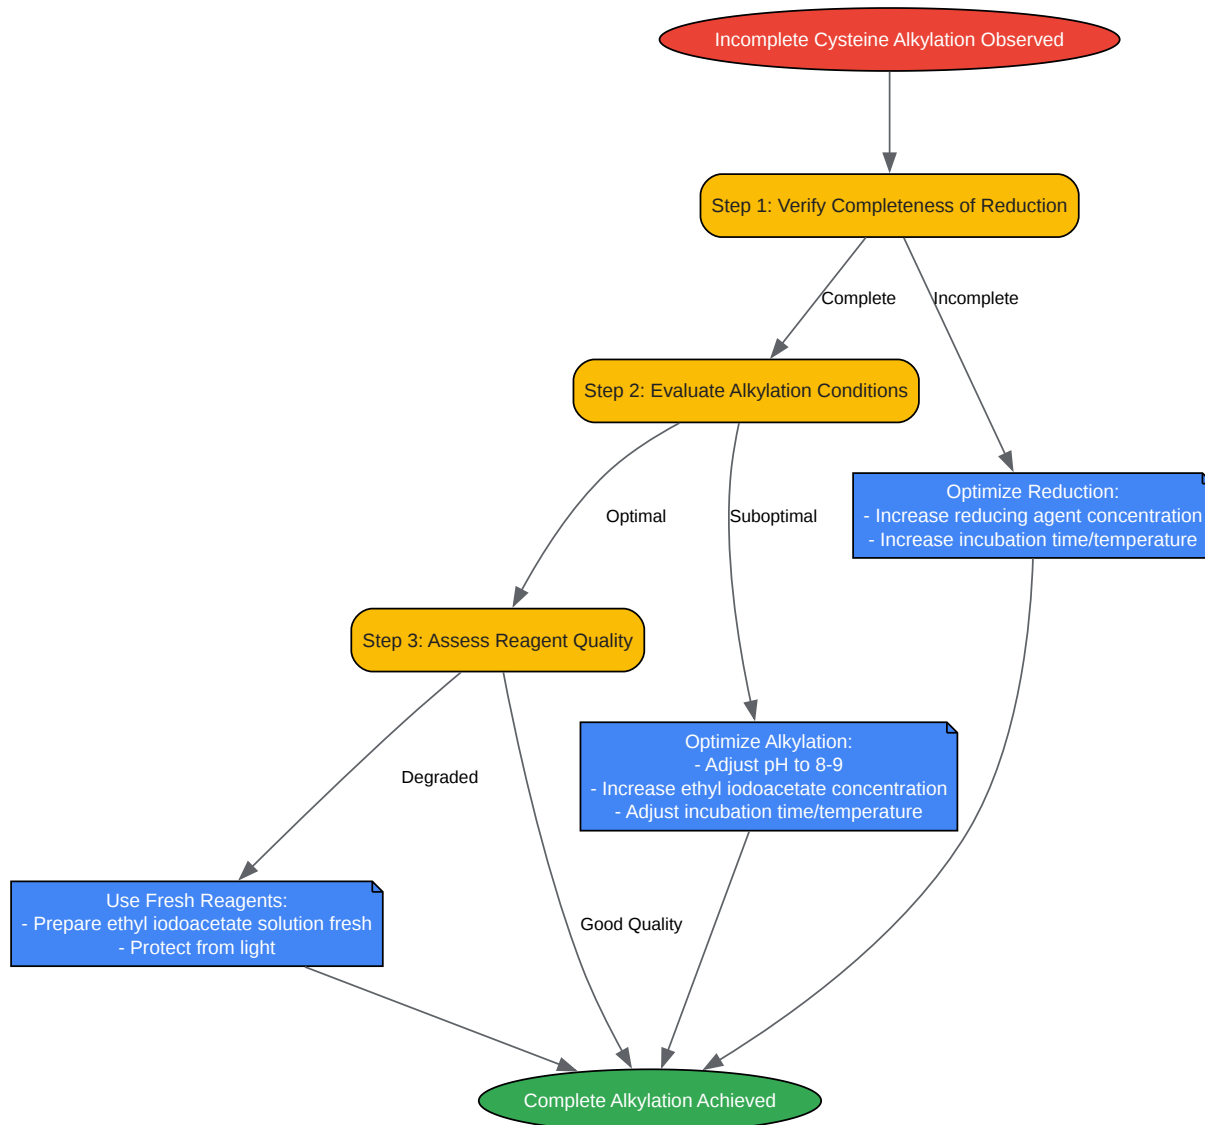 Incomplete Cysteine Alkylation Observed
Step 1: Verify Completeness of Reduction
Complete
Incomplete
Step 2: Evaluate Alkylation Conditions
Optimize Reduction:
- Increase reducing agent concentration
- Increase incubation time/temperature
Optimal
Suboptimal
Step 3: Assess Reagent Quality
Optimize Alkylation:
- Adjust pH to 8-9
- Increase ethyl iodoacetate concentration
- Adjust incubation time/temperature
Degraded
Use Fresh Reagents:
- Prepare ethyl iodoacetate solution fresh
- Protect from light
Good Quality
Complete Alkylation Achieved